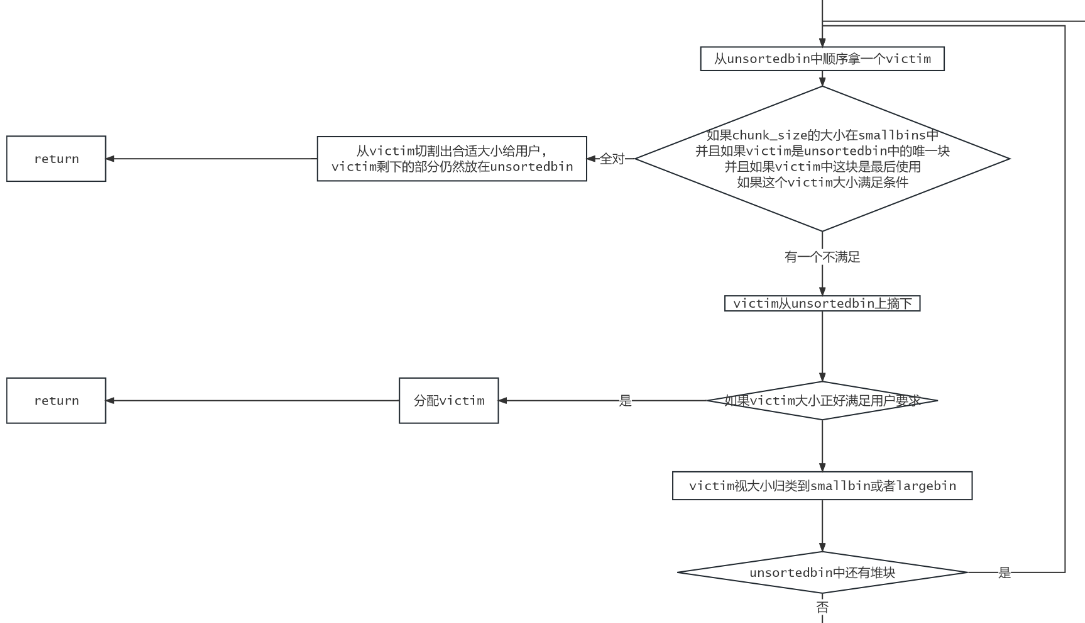 从unsortedbin中顺序拿一个victim
如果chunk_size的大小在smallbins中
并且如果victim是unsortedbin中的唯一块
并且如果victim中这块是最后使用
如果这个victim大小满足条件
全对
从victim切割出合适大小给用户，
victim剩下的部分仍然放在unsortedbin
return
有一个不满足
victim从unsortedbin上摘下
如果victim大小正好满足用户要求
是
分配victim
return
victim视大小归类到smallbin或者largebin
unsortedbin中还有堆块
是
否